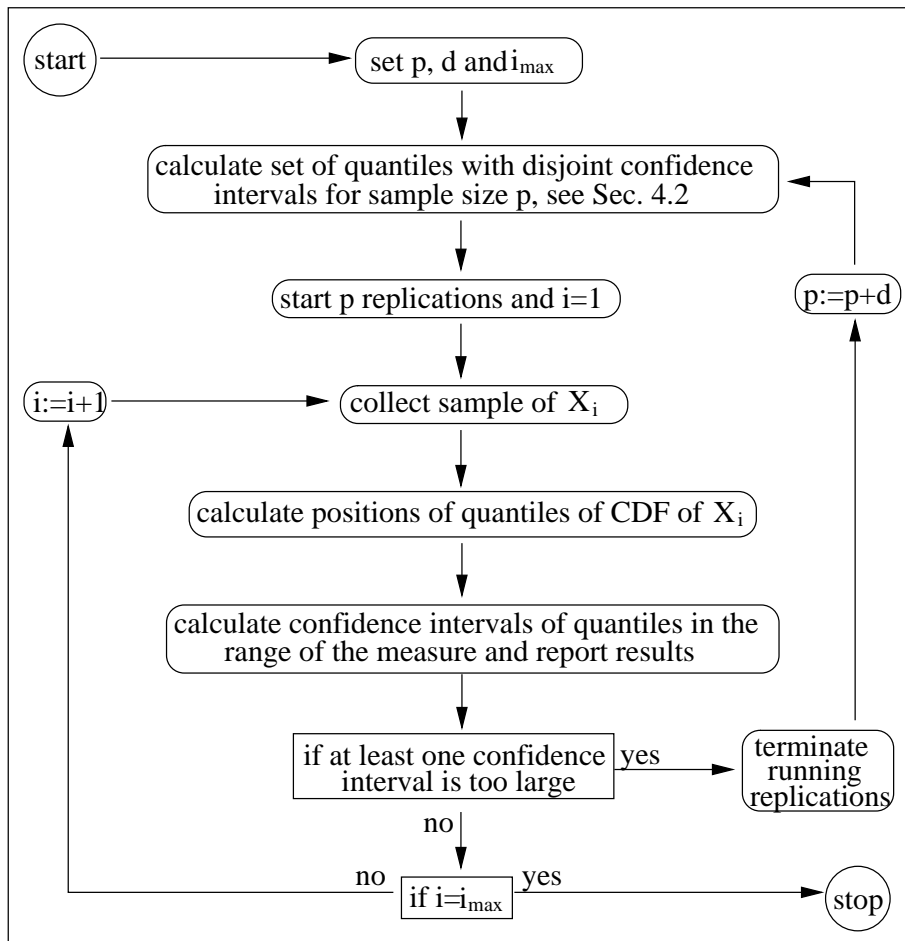 start
set p, d and i_max
calculate set of quantiles with disjoint confidence
intervals for sample size p, see Sec. 4.2
start p replications and i=1
p:=p+d
i:=i+1
collect sample of X_i
calculate positions of quantiles of CDF of X_i
calculate confidence intervals of quantiles in the
range of the measure and report results
if at least one confidence
interval is too large
yes
terminate
running
replications
no
no
if i=i_max
yes
stop